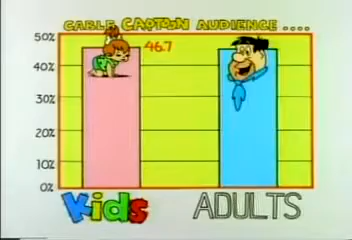 CABLE CARTOON AUDIENCE ....
50%
46.7
40%
30%
20%
10%
0%
Kids
ADULTS